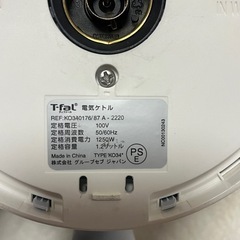 T-fal 電気ケトル
REF:KO340176/87 A - 2220
定格電圧: 100V
定格周波数: 50/60Hz
定格消費電力: 1250W
容量: 1.2リットル
Made in China TYPE KO34*
株式会社 グループセブ ジャパン
PS
E